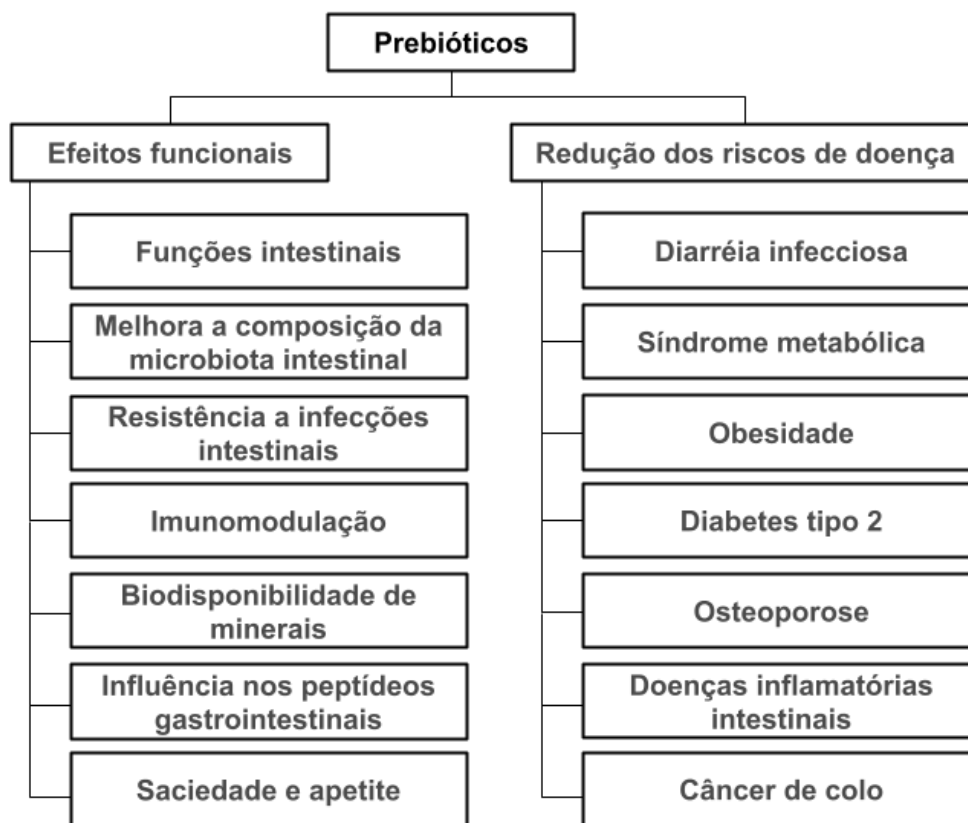 Prebióticos
Efeitos funcionais
Funções intestinais
Melhora a composição da
microbiota intestinal
Resistência a infecções
intestinais
Imunomodulação
Biodisponibilidade de
minerais
Influência nos peptídeos
gastrointestinais
Saciedade e apetite
Redução dos riscos de doença
Diarréia infecciosa
Síndrome metabólica
Obesidade
Diabetes tipo 2
Osteoporose
Doenças inflamatórias
intestinais
Câncer de colo